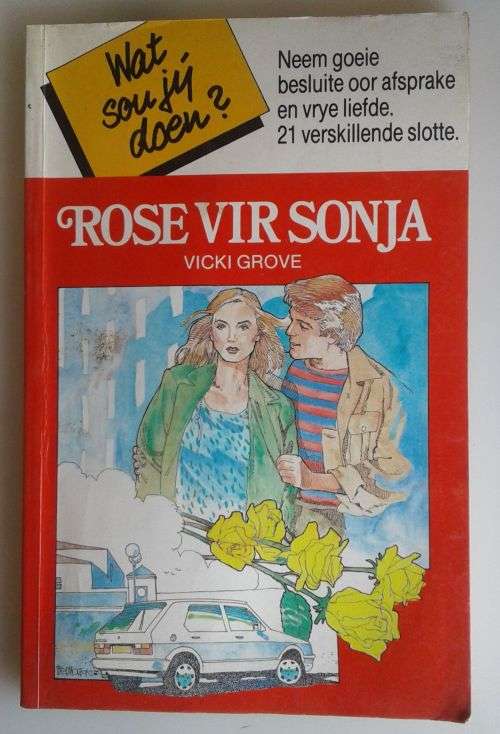 Wat
sou jý
doen?
Neem goeie
besluite oor afsprake
en vrye liefde.
21 verskillende slotte.
ROSE VIR SONJA
VICKI GROVE